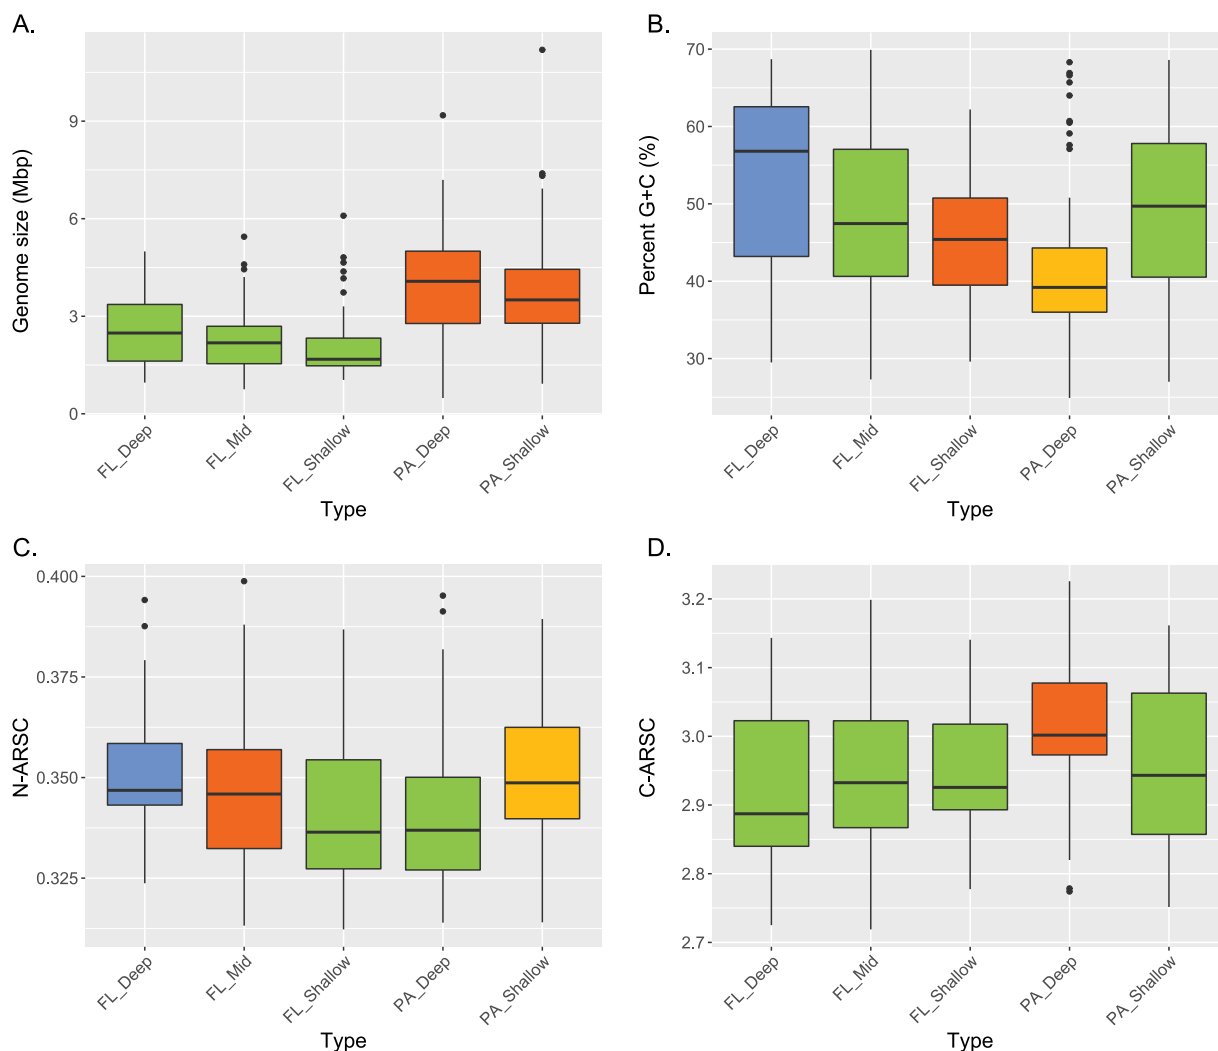 A.
Genome size (Mbp)
9
6
3
0
FL_Deep
FL_Mid
FL_Shallow
PA_Deep
PA_Shallow
Type
B.
Percent G+C (%)
70
60
50
40
30
FL_Deep
FL_Mid
FL_Shallow
PA_Deep
PA_Shallow
Type
C.
N-ARSC
0.400
0.375
0.350
0.325
FL_Deep
FL_Mid
FL_Shallow
PA_Deep
PA_Shallow
Type
D.
C-ARSC
3.2
3.1
3.0
2.9
2.8
2.7
FL_Deep
FL_Mid
FL_Shallow
PA_Deep
PA_Shallow
Type